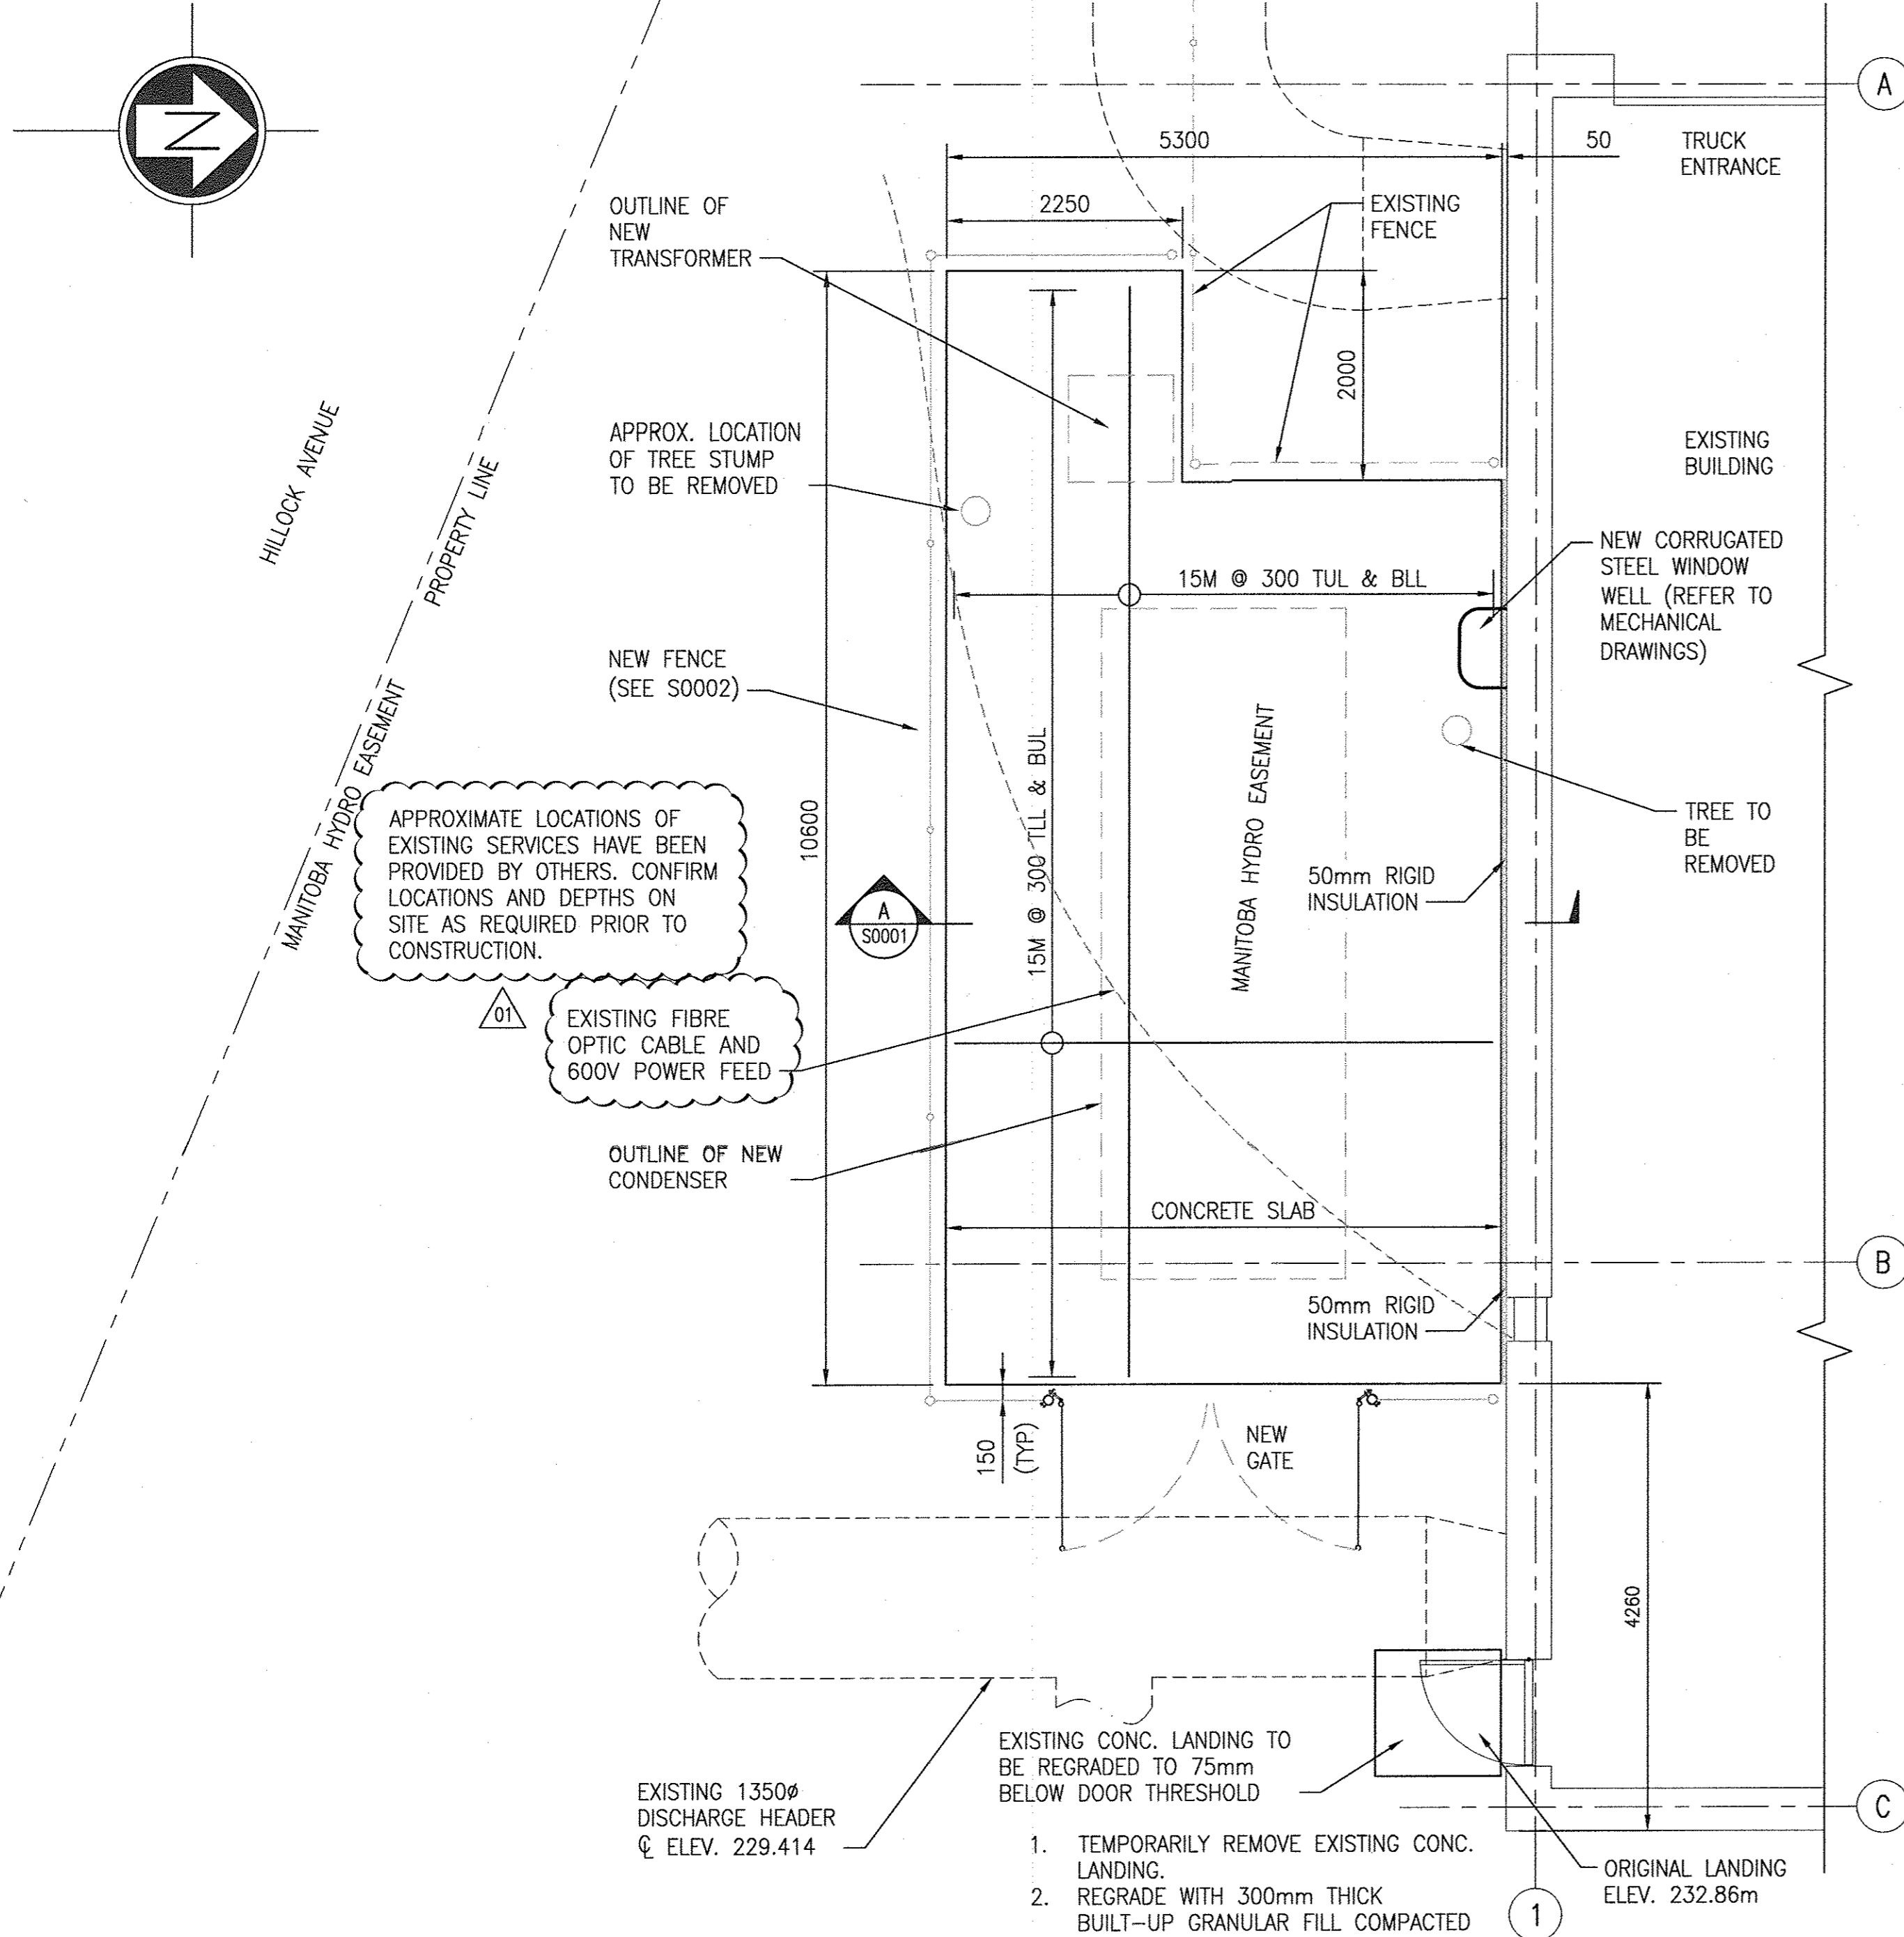 N
A
5300
50
TRUCK
ENTRANCE
2250
OUTLINE OF
NEW
TRANSFORMER
EXISTING
FENCE
2000
HILLOCK AVENUE
PROPERTY LINE
MANITOBA HYDRO EASEMENT
APPROX. LOCATION
OF TREE STUMP
TO BE REMOVED
EXISTING
BUILDING
NEW CORRUGATED
STEEL WINDOW
WELL (REFER TO
MECHANICAL
DRAWINGS)
15M @ 300 TUL & BLL
NEW FENCE
(SEE S0002)
10600
15M @ 300 TLL & BUL
MANITOBA HYDRO EASEMENT
TREE TO
BE
REMOVED
APPROXIMATE LOCATIONS OF
EXISTING SERVICES HAVE BEEN
PROVIDED BY OTHERS. CONFIRM
LOCATIONS AND DEPTHS ON
SITE AS REQUIRED PRIOR TO
CONSTRUCTION.
A
S0001
50mm RIGID
INSULATION
01
EXISTING FIBRE
OPTIC CABLE AND
600V POWER FEED
OUTLINE OF NEW
CONDENSER
CONCRETE SLAB
B
50mm RIGID
INSULATION
150
(TYP)
NEW
GATE
4260
EXISTING 1350ø
DISCHARGE HEADER
℄ ELEV. 229.414
EXISTING CONC. LANDING TO
BE REGRADED TO 75mm
BELOW DOOR THRESHOLD
1. TEMPORARILY REMOVE EXISTING CONC.
LANDING.
2. REGRADE WITH 300mm THICK
BUILT-UP GRANULAR FILL COMPACTED
C
ORIGINAL LANDING
ELEV. 232.86m
1